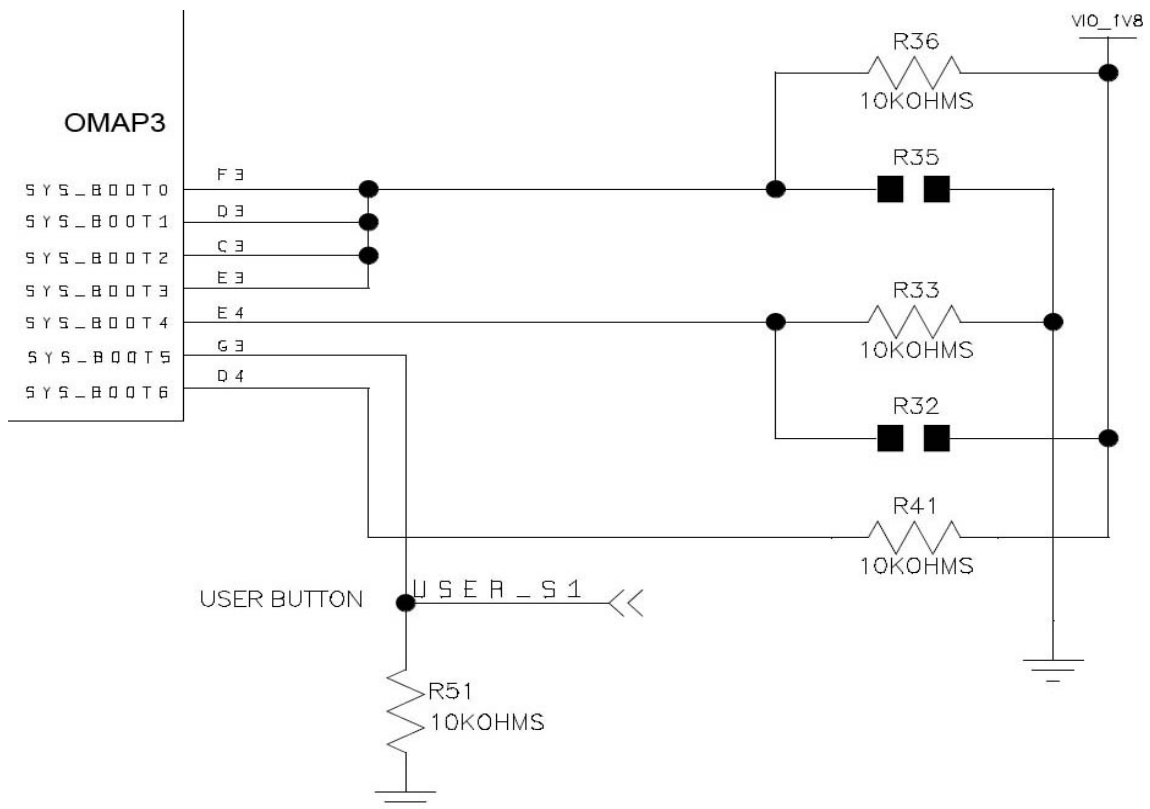 VIO_1V8
R36
10KOHMS
OMAP3
R35
SYS_BOOT0 F3
SYS_BOOT1 D3
SYS_BOOT2 C3
SYS_BOOT3 E3
SYS_BOOT4 E4
SYS_BOOT5 G3
SYS_BOOT6 D4
R33
10KOHMS
R32
R41
10KOHMS
USER BUTTON USER_S1
R51
10KOHMS